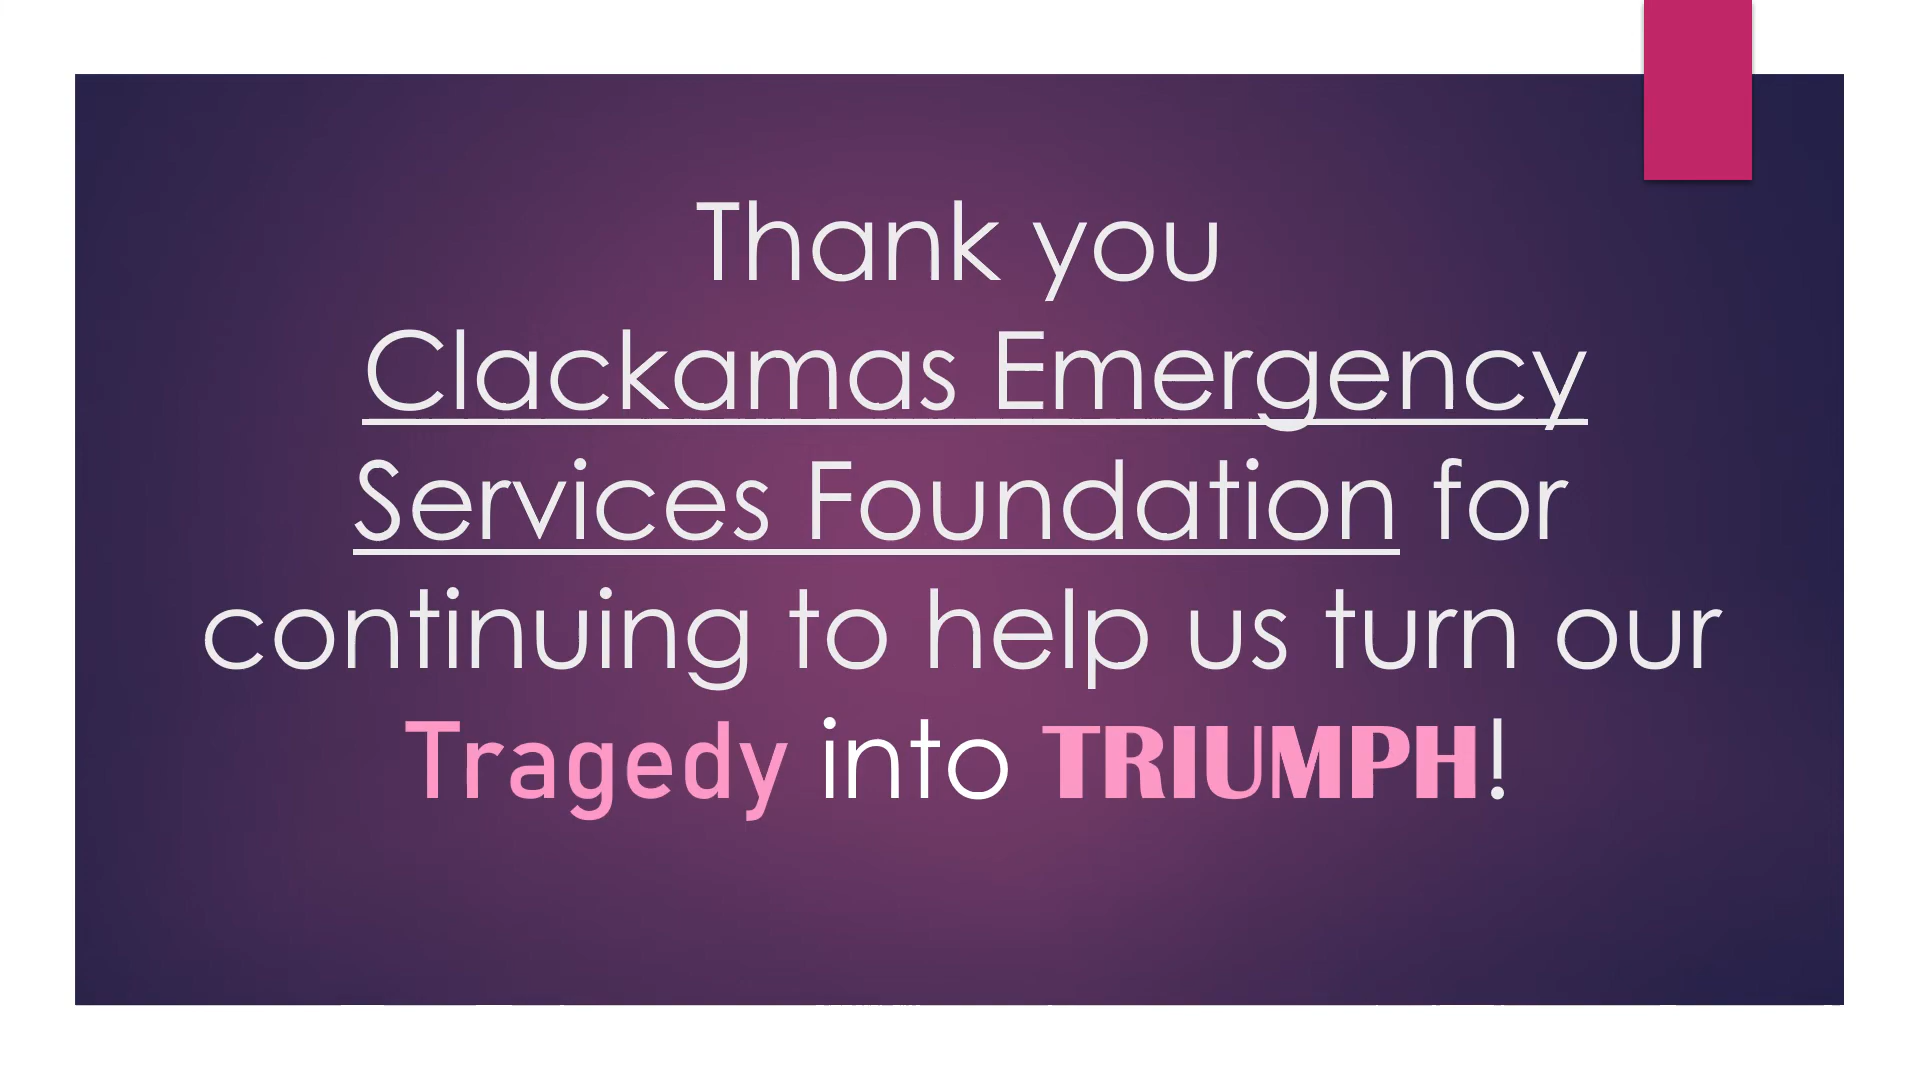 Thank you
Clackamas Emergency
Services Foundation for
continuing to help us turn our
Tragedy into TRIUMPH!